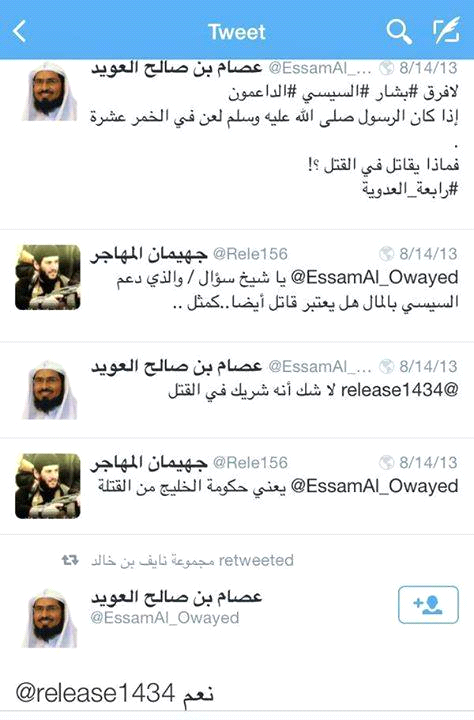 Tweet
عصام بن صالح العويد @EssamAl_... 8/14/13
لافرق #بشار #السيسي #الداعمون
إذا كان الرسول صلى الله عليه وسلم لعن في الخمر عشرة
.
فماذا يقاتل في القتل ؟!
#رابعة_العدوية
جهيمان المهاجر @Rele156 8/14/13
@EssamAl_Owayed يا شيخ سؤال / والذي دعم
السيسي بالمال هل يعتبر قاتل أيضا..كمثل ..
عصام بن صالح العويد @EssamAl_... 8/14/13
@release1434 لا شك أنه شريك في القتل
جهيمان المهاجر @Rele156 8/14/13
@EssamAl_Owayed يعني حكومة الخليج من القتلة
مجموعة نايف بن خالد retweeted
عصام بن صالح العويد
@EssamAl_Owayed
@release1434 نعم